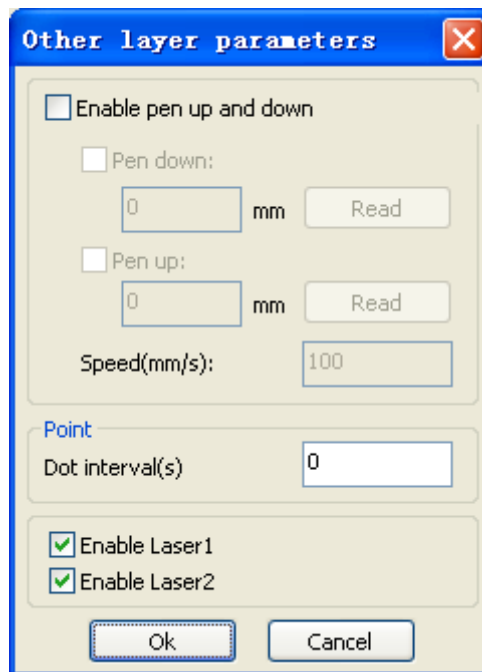 Other layer parameters
Enable pen up and down
Pen down:
0 mm Read
Pen up:
0 mm Read
Speed(mm/s): 100
Point
Dot interval(s) 0
Enable Laser1
Enable Laser2
Ok Cancel